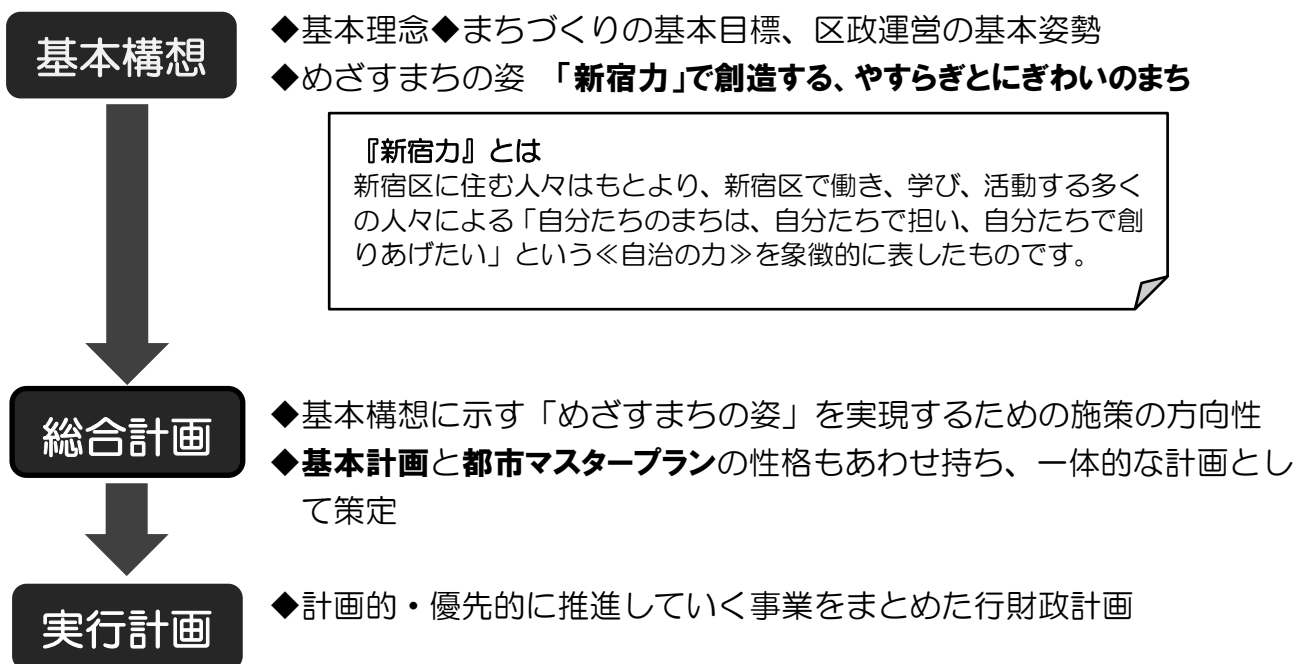 基本構想
◆基本理念◆まちづくりの基本目標、区政運営の基本姿勢
◆めざすまちの姿 「新宿力」で創造する、やすらぎとにぎわいのまち
『新宿力』とは
新宿区に住む人々はもとより、新宿区で働き、学び、活動する多く
の人々による「自分たちのまちは、自分たちで担い、自分たちで創
りあげたい」という≪自治の力≫を象徴的に表したものです。
総合計画
◆基本構想に示す「めざすまちの姿」を実現するための施策の方向性
◆基本計画と都市マスタープランの性格もあわせ持ち、一体的な計画とし
て策定
実行計画
◆計画的・優先的に推進していく事業をまとめた行財政計画